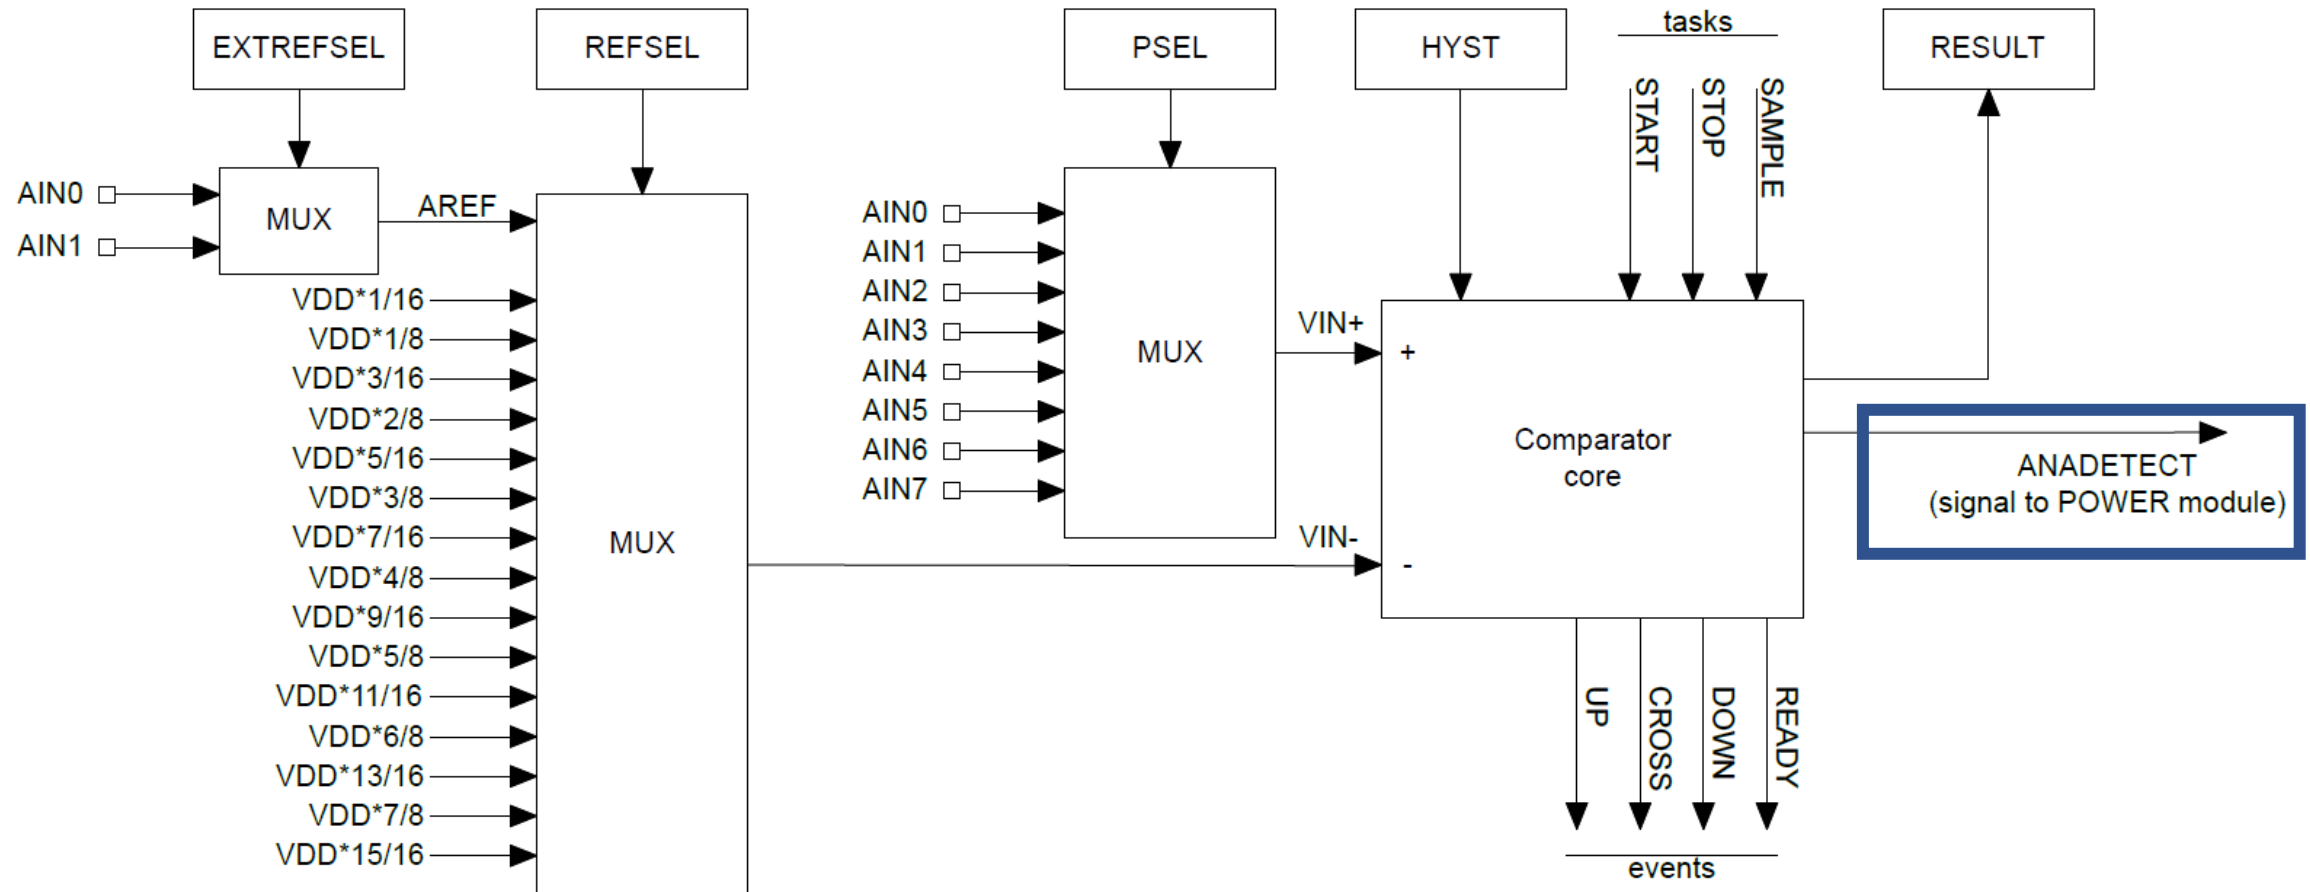 EXTREFSEL
REFSEL
PSEL
HYST
tasks
START
STOP
SAMPLE
RESULT
AIN0
AIN1
MUX
AREF
VDD*1/16
VDD*1/8
VDD*3/16
VDD*2/8
VDD*5/16
VDD*3/8
VDD*7/16
VDD*4/8
VDD*9/16
VDD*5/8
VDD*11/16
VDD*6/8
VDD*13/16
VDD*7/8
VDD*15/16
MUX
AIN0
AIN1
AIN2
AIN3
AIN4
AIN5
AIN6
AIN7
MUX
VIN+
VIN-
+
-
Comparator
core
ANADETECT
(signal to POWER module)
UP
CROSS
DOWN
READY
events